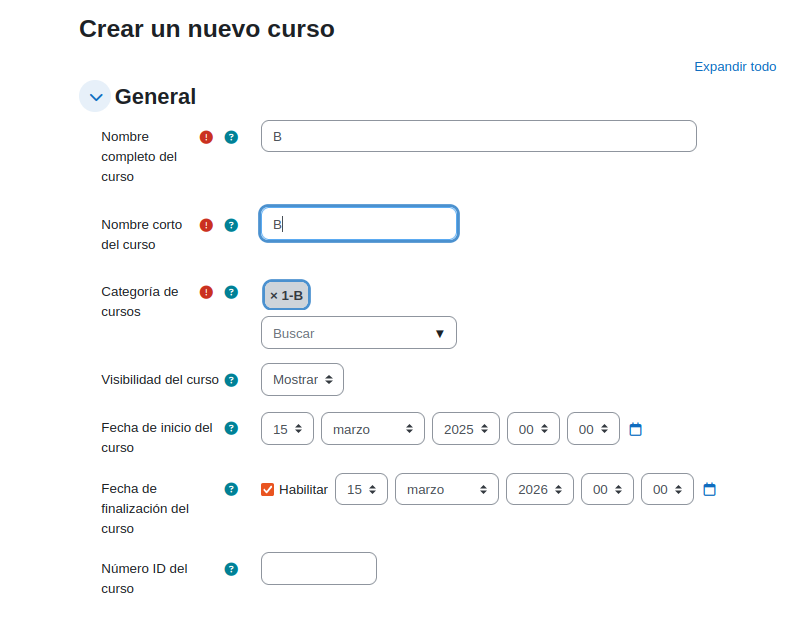 Crear un nuevo curso
Expandir todo
General
Nombre completo del curso
B
Nombre corto del curso
B
Categoría de cursos
× 1-B
Buscar ▼
Visibilidad del curso
Mostrar
Fecha de inicio del curso
15 marzo 2025 00 00
Fecha de finalización del curso
Habilitar 15 marzo 2026 00 00
Número ID del curso